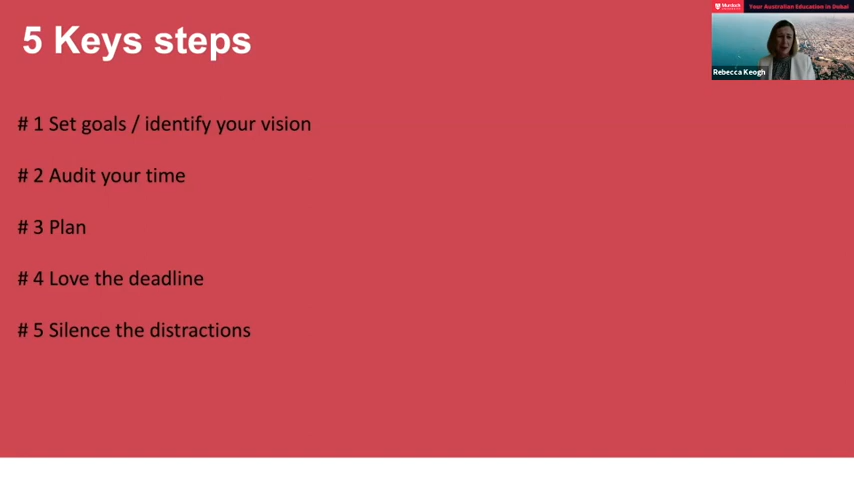 5 Keys steps
Murdoch
Your Australian Education in Dubai
Rebecca Keogh
# 1 Set goals / identify your vision
# 2 Audit your time
# 3 Plan
# 4 Love the deadline
# 5 Silence the distractions